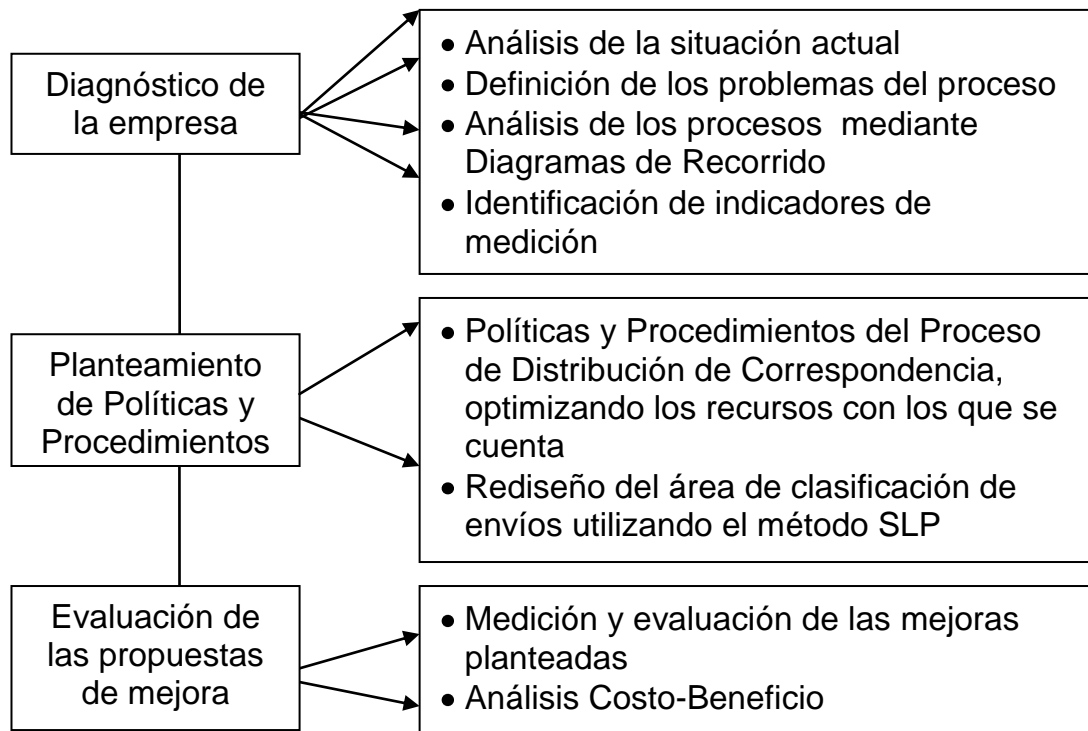 Diagnóstico de
la empresa
• Análisis de la situación actual
• Definición de los problemas del proceso
• Análisis de los procesos mediante
Diagramas de Recorrido
• Identificación de indicadores de
medición
Planteamiento
de Políticas y
Procedimientos
• Políticas y Procedimientos del Proceso
de Distribución de Correspondencia,
optimizando los recursos con los que se
cuenta
• Rediseño del área de clasificación de
envíos utilizando el método SLP
Evaluación de
las propuestas
de mejora
• Medición y evaluación de las mejoras
planteadas
• Análisis Costo-Beneficio